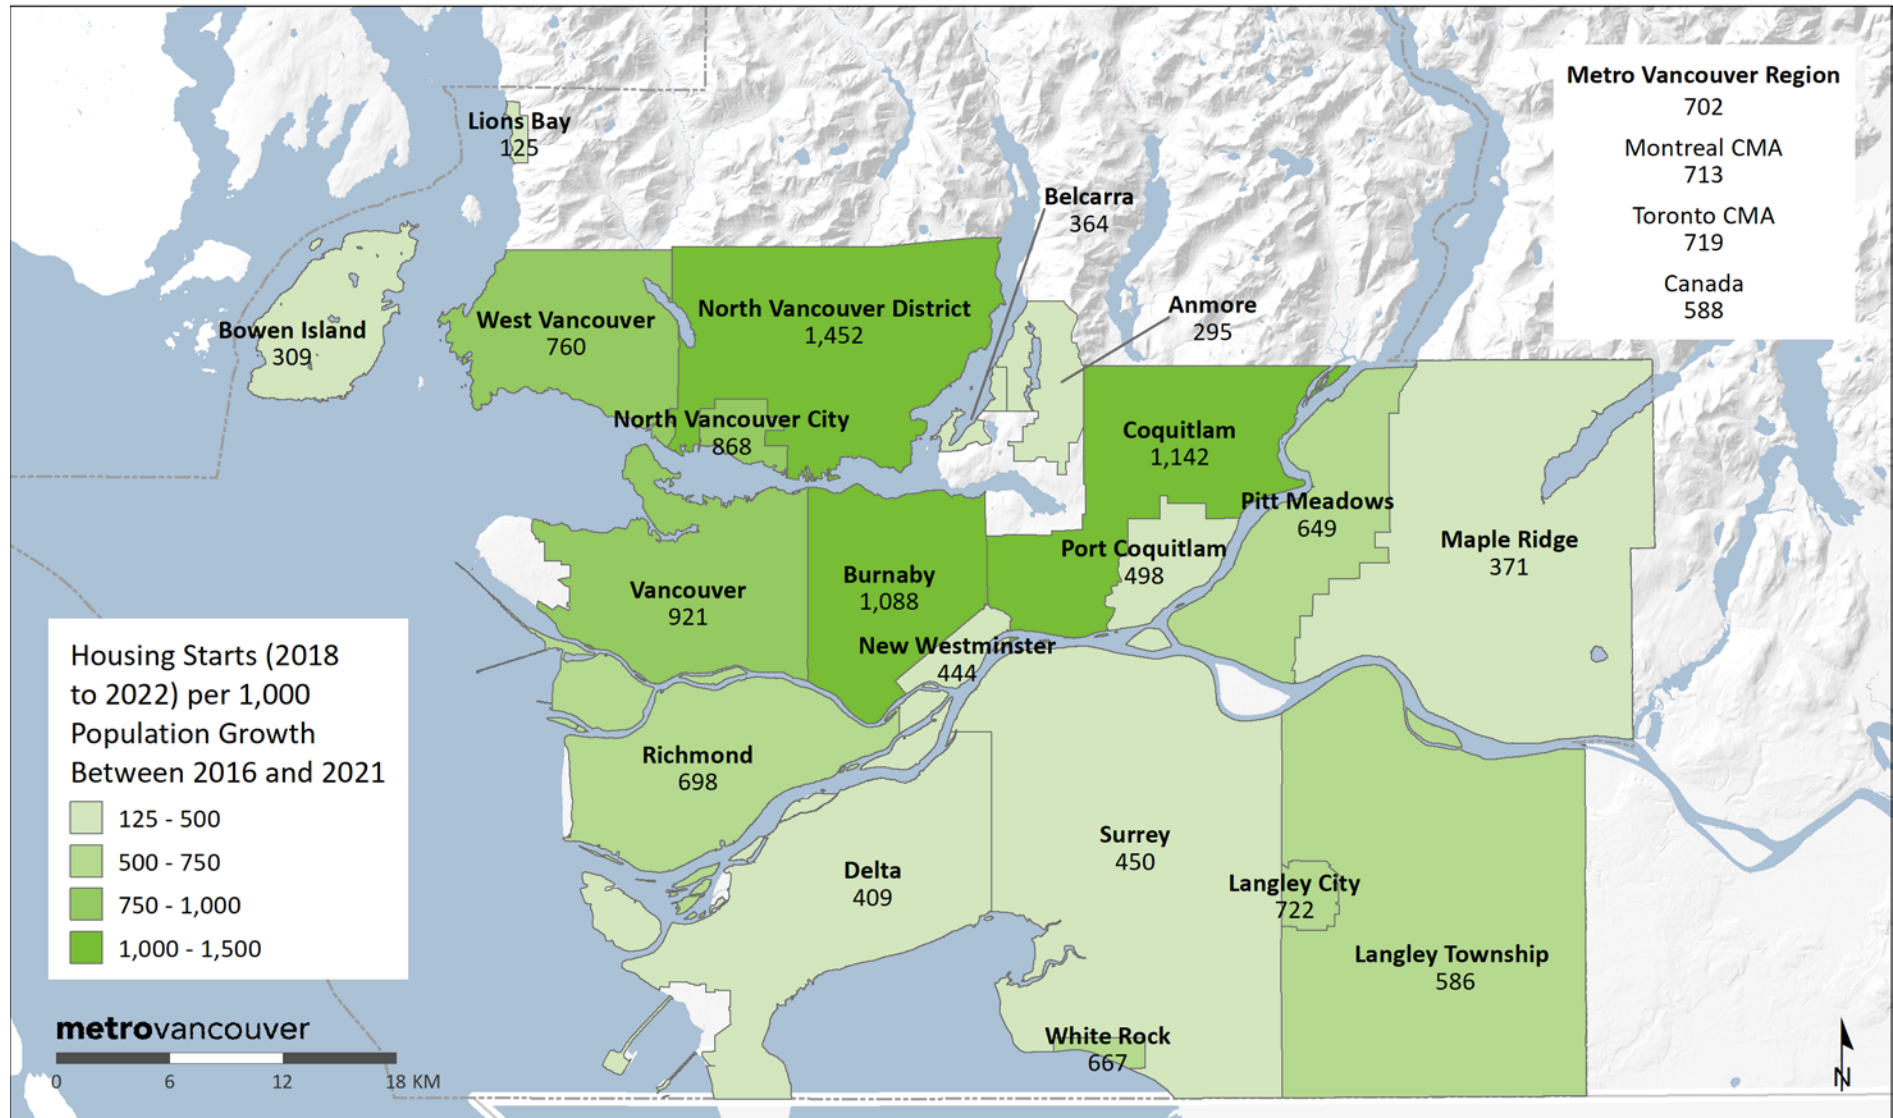 Metro Vancouver Region
702
Montreal CMA
713
Toronto CMA
719
Canada
588
Lions Bay
125
Belcarra
364
Anmore
295
Bowen Island
309
West Vancouver
760
North Vancouver District
1,452
North Vancouver City
868
Coquitlam
1,142
Pitt Meadows
649
Maple Ridge
371
Port Coquitlam
498
Vancouver
921
Burnaby
1,088
New Westminster
444
Richmond
698
Delta
409
Surrey
450
Langley City
722
Langley Township
586
White Rock
667
Housing Starts (2018
to 2022) per 1,000
Population Growth
Between 2016 and 2021
125 - 500
500 - 750
750 - 1,000
1,000 - 1,500
metrovancouver
0 6 12 18 KM
N